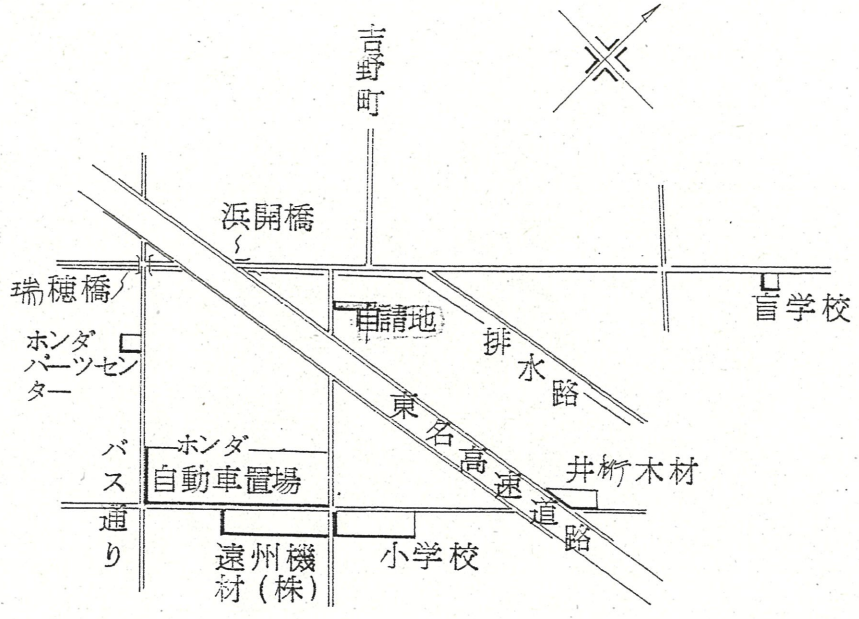 吉野町
浜開橋
瑞穂橋
申請地
盲学校
排水路
ホンダ
パーツセン
ター
東名高速道路
バス通り
ホンダ
自動車置場
井桁木材
遠州機
材(株)
小学校